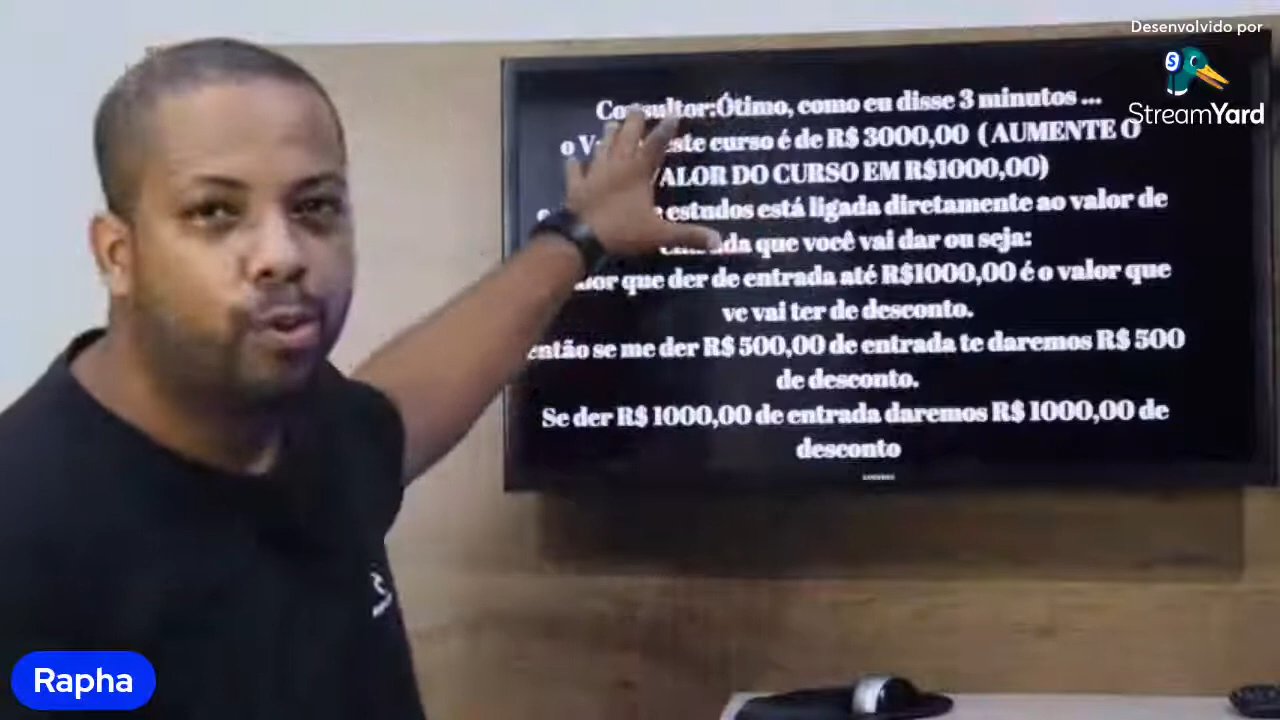 Desenvolvido por
StreamYard
Consultor:Ótimo, como eu disse 3 minutos ...
este curso é de R$ 3000,00 ( AUMENTE O
VALOR DO CURSO EM R$1000,00)
estudos está ligada diretamente ao valor de
que você vai dar ou seja:
que der de entrada até R$1000,00 é o valor que
ve vai ter de desconto.
então se me der R$ 500,00 de entrada te daremos R$ 500
de desconto.
Se der R$ 1000,00 de entrada daremos R$ 1000,00 de
desconto
Rapha